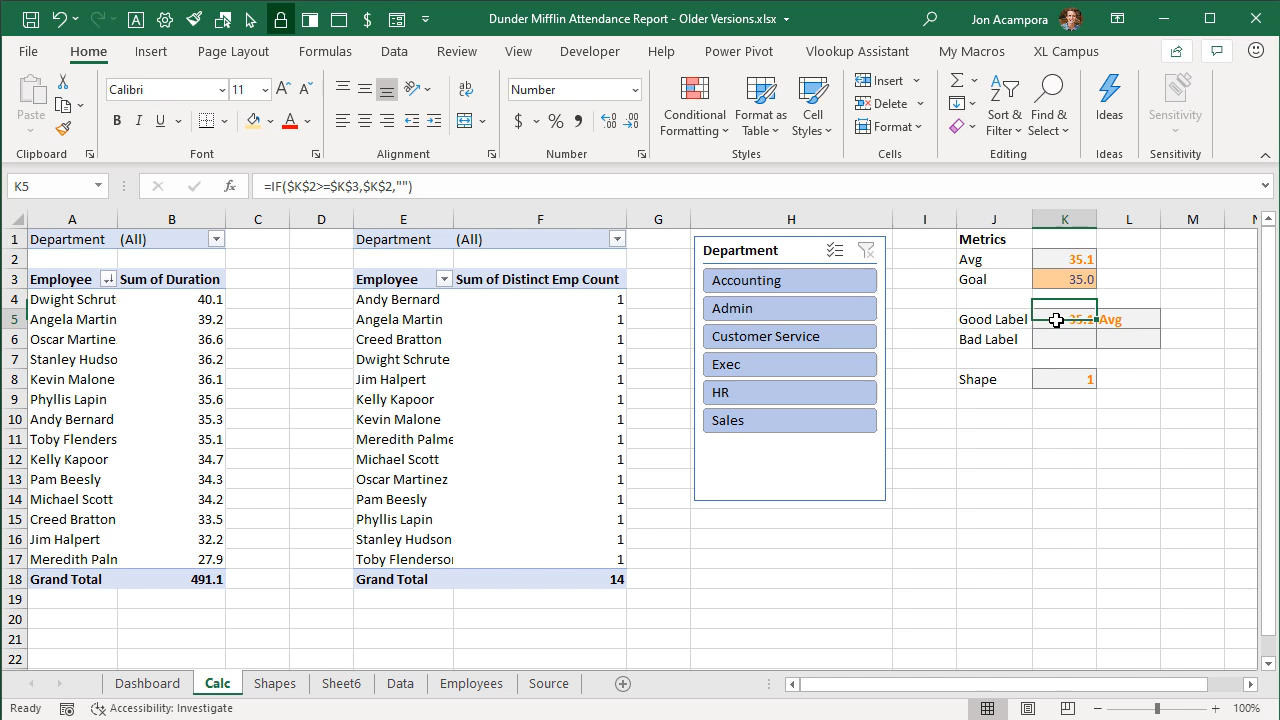 Dunder Mifflin Attendance Report - Older Versions.xlsx
Jon Acampora
File Home Insert Page Layout Formulas Data Review View Developer Help Power Pivot Vlookup Assistant My Macros XL Campus
Paste
Clipboard
Calibri 11
B I U
Font
Alignment
Number
$ % ,
Number
Conditional Formatting
Format as Table
Cell Styles
Styles
Insert
Delete
Format
Cells
Sort & Filter
Find & Select
Editing
Ideas
Ideas
Sensitivity
Sensitivity
K5 fx =IF($K$2>=$K$3,$K$2,"")
A B C D E F G H I J K L M N
1 Department (All) Department (All) Metrics
2 Avg 35.1
3 Employee Sum of Duration Employee Sum of Distinct Emp Count Goal 35.0
4 Dwight Schrut 40.1 Andy Bernard 1
5 Angela Martin 39.2 Angela Martin 1 Good Label 35.1 Avg
6 Oscar Martine 36.6 Creed Bratton 1 Bad Label
7 Stanley Hudso 36.2 Dwight Schrute 1
8 Kevin Malone 36.1 Jim Halpert 1 Shape 1
9 Phyllis Lapin 35.6 Kelly Kapoor 1
10 Andy Bernard 35.3 Kevin Malone 1
11 Toby Flenders 35.1 Meredith Palme 1
12 Kelly Kapoor 34.7 Michael Scott 1
13 Pam Beesly 34.3 Oscar Martinez 1
14 Michael Scott 34.2 Pam Beesly 1
15 Creed Bratton 33.5 Phyllis Lapin 1
16 Jim Halpert 32.2 Stanley Hudson 1
17 Meredith Paln 27.9 Toby Flenderson 1
18 Grand Total 491.1 Grand Total 14
19
20
21
22
Department
Accounting
Admin
Customer Service
Exec
HR
Sales
Dashboard Calc Shapes Sheet6 Data Employees Source
Ready Accessibility: Investigate 100%